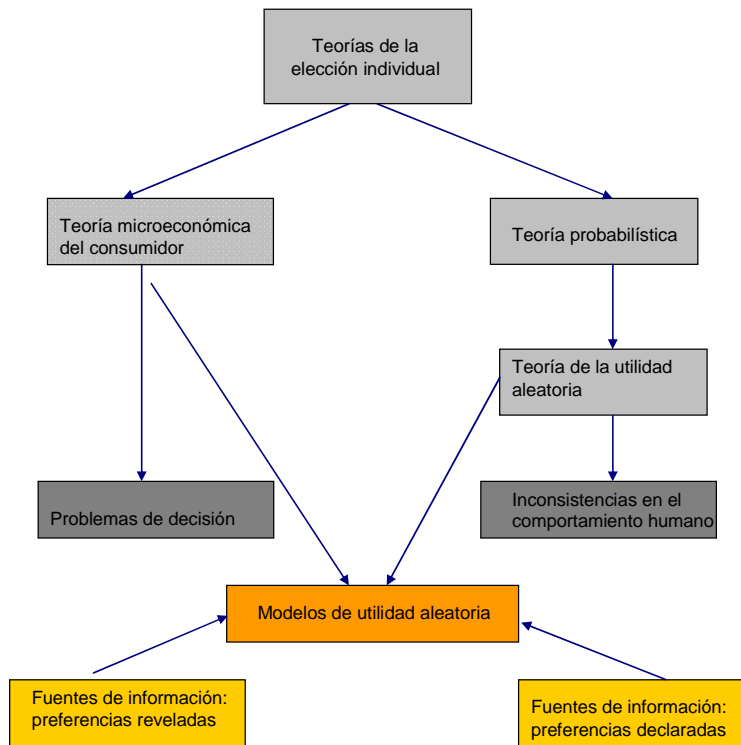 Teorías de la
elección individual
Teoría microeconómica
del consumidor
Teoría probabilística
Teoría de la utilidad
aleatoria
Problemas de decisión
Inconsistencias en el
comportamiento humano
Modelos de utilidad aleatoria
Fuentes de información:
preferencias reveladas
Fuentes de información:
preferencias declaradas